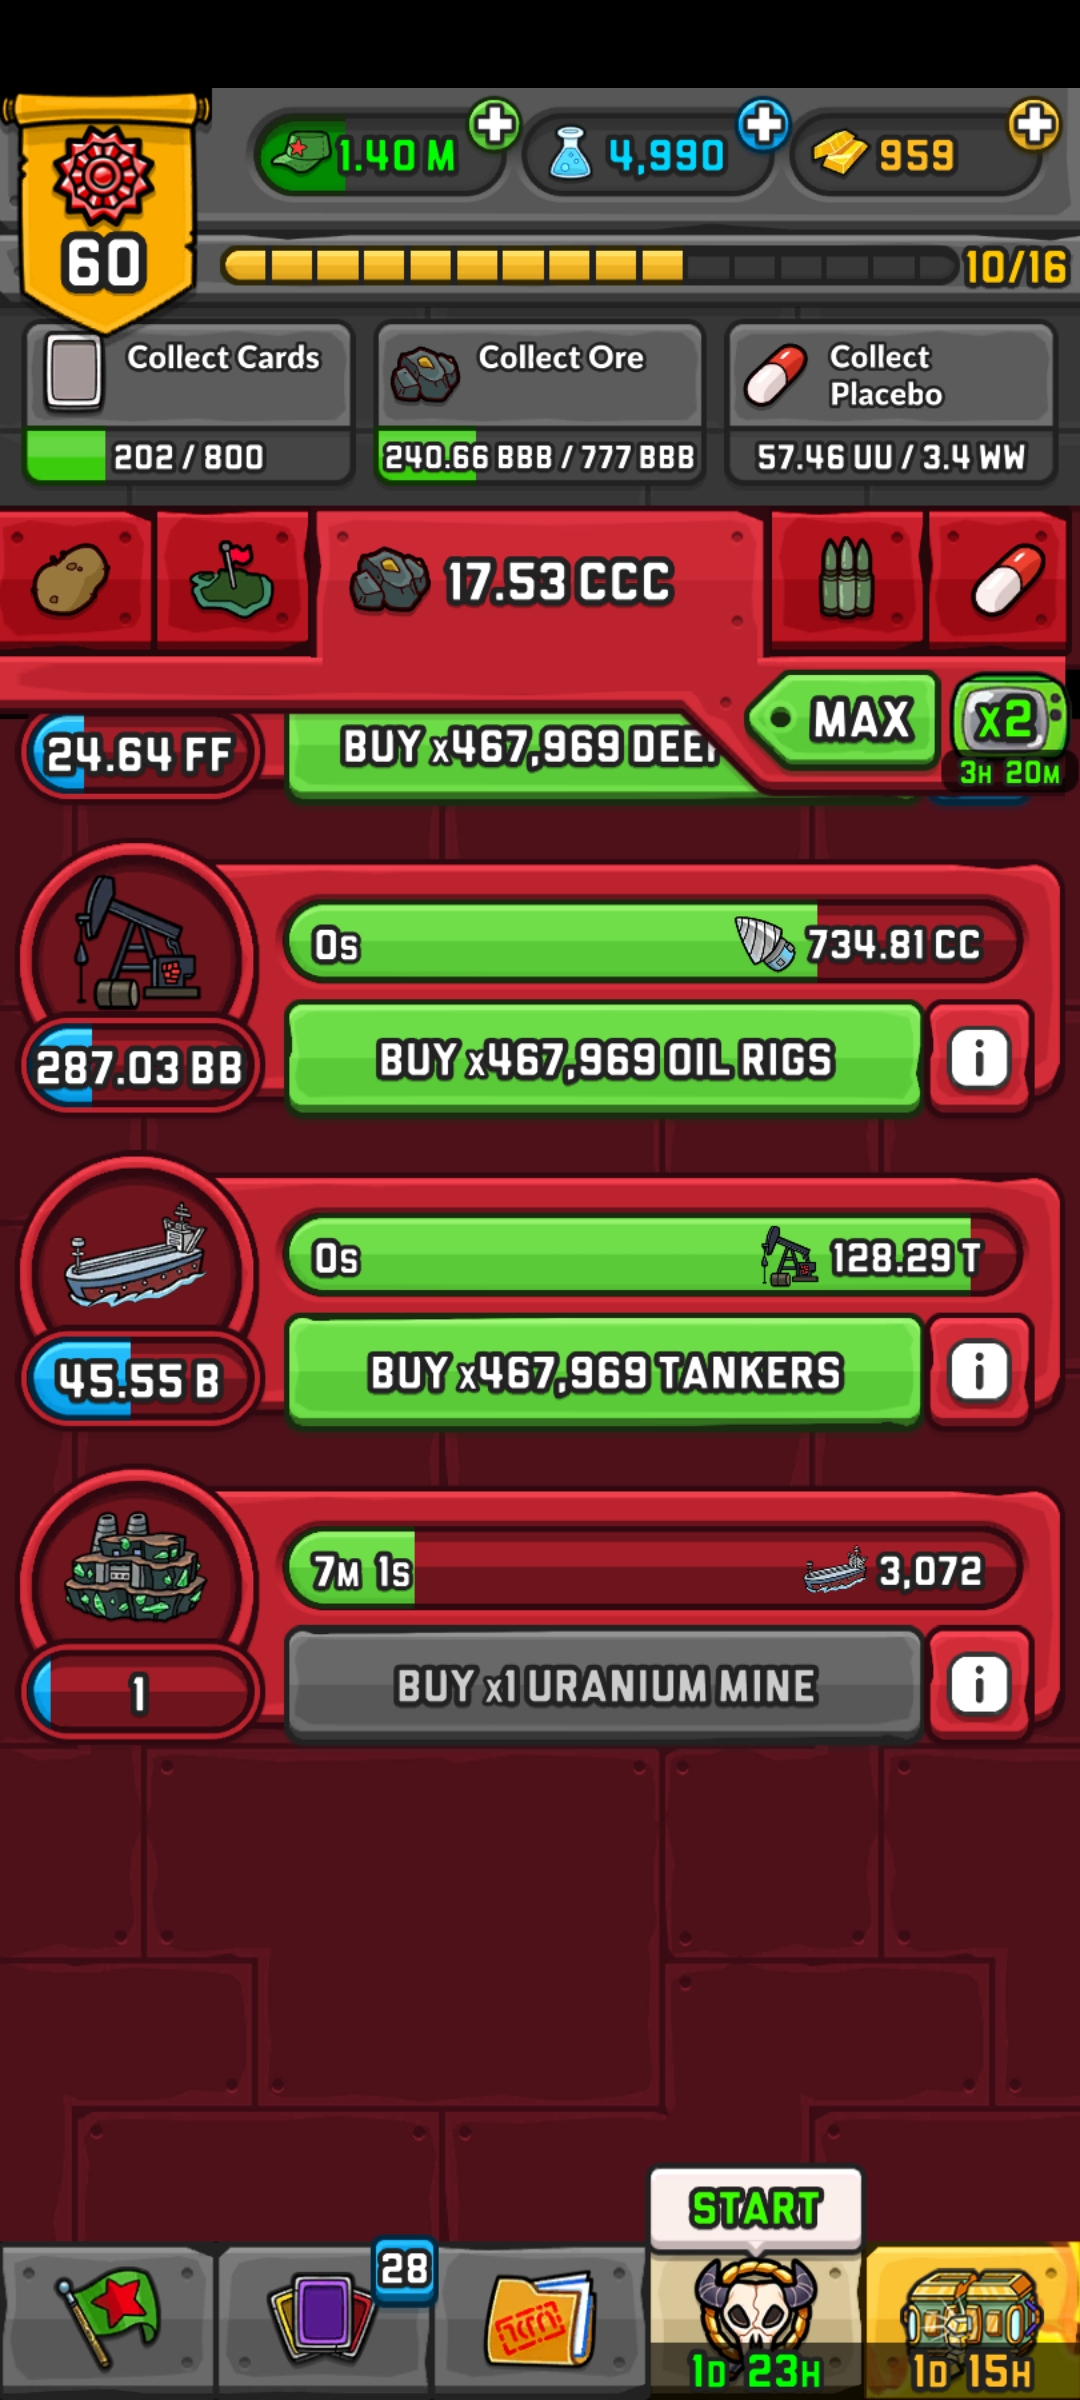 1.40 M
4,990
959
60
10/16
Collect Cards
202 / 800
Collect Ore
240.66 BBB / 777 BBB
Collect
Placebo
57.46 UU / 3.4 WW
17.53 CCC
MAX
x2
3H 20M
24.64 FF
BUY x467,969
0s
734.81 CC
287.03 BB
BUY x467,969 OIL RIGS
i
0s
128.29 T
45.55 B
BUY x467,969 TANKERS
i
7M 1s
3,072
1
BUY x1 URANIUM MINE
i
START
28
1D 23H
1D 15H